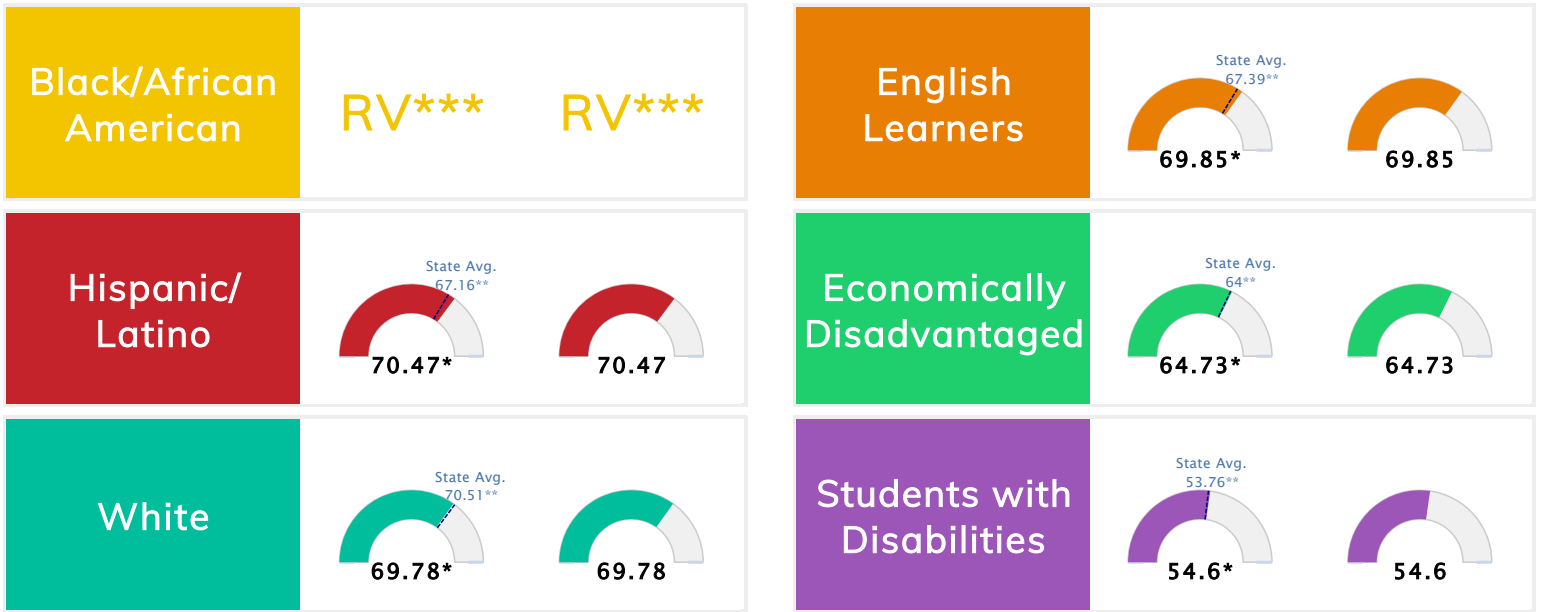 Black/African
American
RV*** RV***
English
Learners
State Avg.
67.39**
69.85* 69.85
Hispanic/
Latino
State Avg.
67.16**
70.47* 70.47
Economically
Disadvantaged
State Avg.
64**
64.73* 64.73
White
State Avg.
70.51**
69.78* 69.78
Students with
Disabilities
State Avg.
53.76**
54.6* 54.6